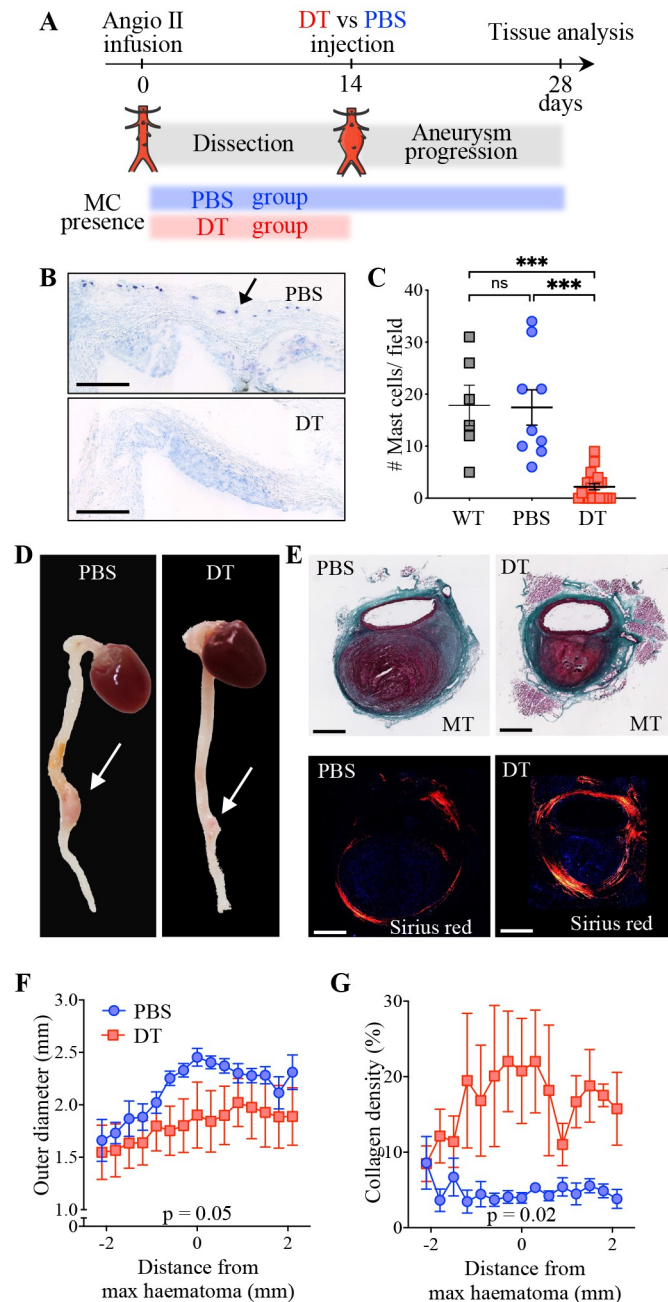 A
Angio II
infusion
DT vs PBS
injection
Tissue analysis
0
14
28
days
Dissection
Aneurysm
progression
MC
presence
PBS group
DT group
B
PBS
DT
C
***
ns
***
# Mast cells/ field
40
30
20
10
0
WT
PBS
DT
D
PBS
DT
E
PBS
MT
DT
MT
PBS
Sirius red
DT
Sirius red
F
PBS
DT
Outer diameter (mm)
3.0
2.5
2.0
1.5
1.0
0
p = 0.05
-2
0
2
Distance from
max haematoma (mm)
G
Collagen density (%)
30
20
10
0
p = 0.02
-2
0
2
Distance from
max haematoma (mm)